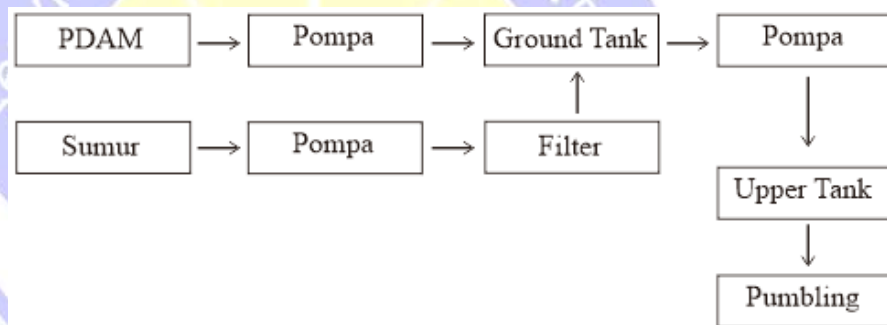 PDAM
Pompa
Ground Tank
Pompa
Sumur
Pompa
Filter
Upper Tank
Pumbling